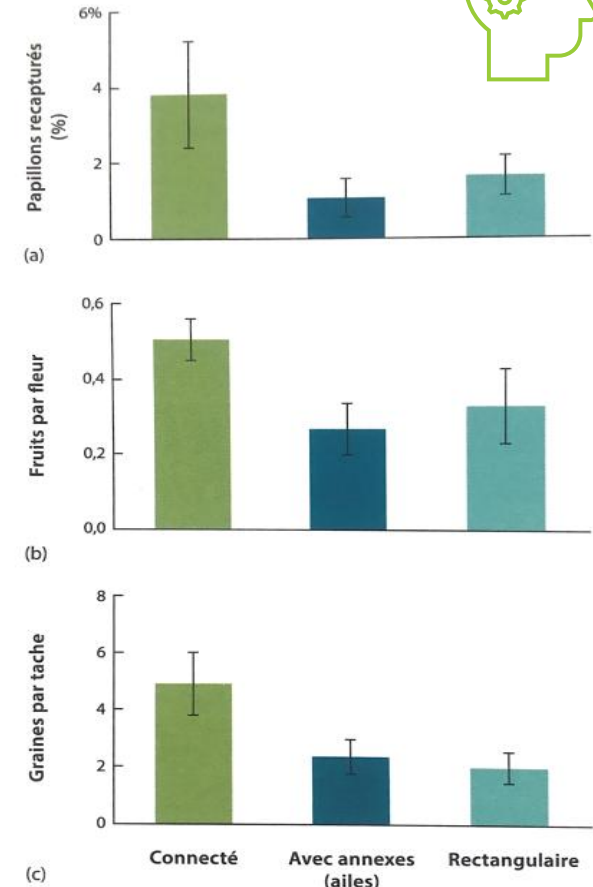 6%
4
2
0
Papillons recapturés
(%)
(a)
0,6
0,4
0,2
0,0
Fruits par fleur
(b)
8
6
4
2
0
Graines par tache
Connecté
Avec annexes
(ailes)
Rectangulaire
(c)